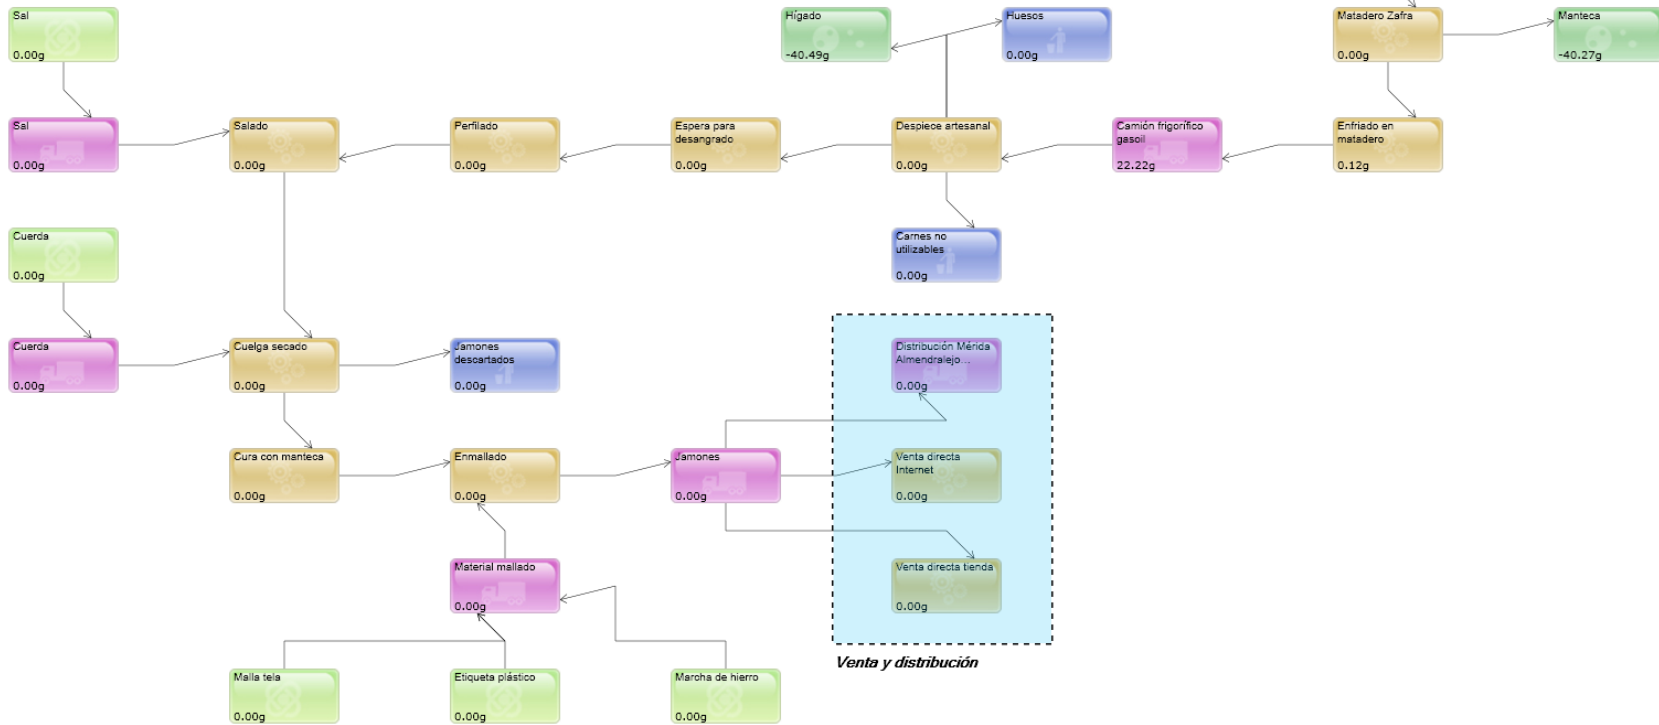 Sal
0.00g
Hígado
-40.49g
Huesos
0.00g
Matadero Zafra
0.00g
Manteca
-40.27g
Sal
0.00g
Salado
0.00g
Perfilado
0.00g
Espera para
desangrado
0.00g
Despiece artesanal
0.00g
Camión frigorífico
gasoil
22.22g
Enfriado en
matadero
0.12g
Cuerda
0.00g
Carnes no
utilizables
0.00g
Cuerda
0.00g
Cuelga secado
0.00g
Jamones
descartados
0.00g
Distribución Mérida
Almendralejo...
0.00g
Cura con manteca
0.00g
Enmallado
0.00g
Jamones
0.00g
Venta directa
Internet
0.00g
Material mallado
0.00g
Venta directa tienda
0.00g
Venta y distribución
Malla tela
0.00g
Etiqueta plástico
0.00g
Marcha de hierro
0.00g